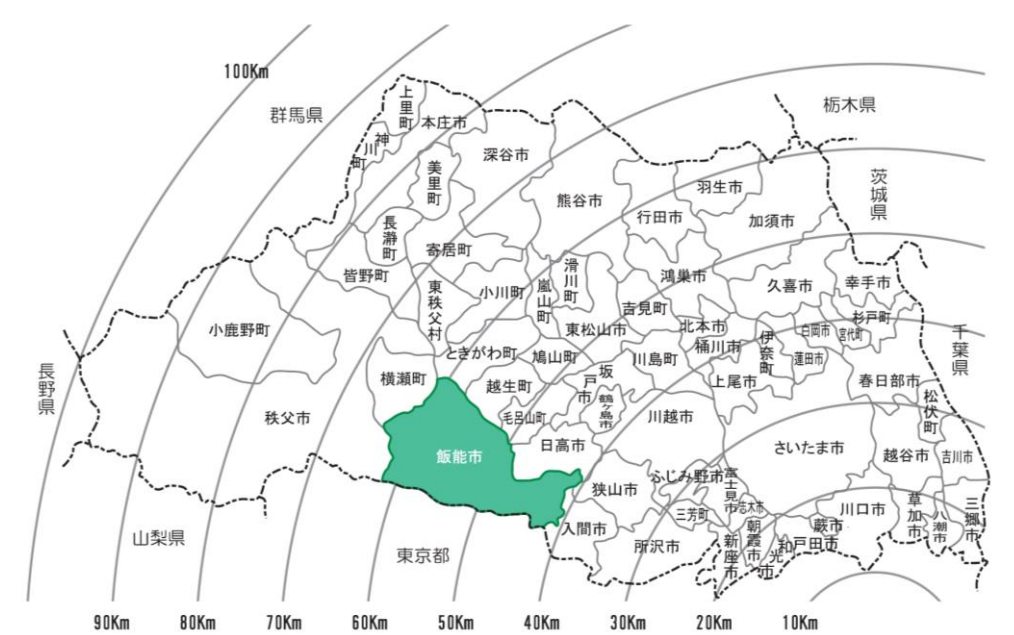 100Km
群馬県
栃木県
茨城県
千葉県
長野県
山梨県
東京都
上里町
神川町
本庄市
美里町
深谷市
熊谷市
行田市
羽生市
加須市
長瀞町
寄居町
皆野町
小鹿野町
東秩父村
小川町
嵐山町
滑川町
吉見町
鴻巣市
久喜市
幸手市
杉戸町
宮代町
白岡市
蓮田市
伊奈町
北本市
桶川市
上尾市
東松山市
ときがわ町
鳩山町
川島町
坂戸市
鶴ヶ島市
川越市
横瀬町
越生町
毛呂山町
日高市
秩父市
飯能市
狭山市
入間市
所沢市
ふじみ野市
富士見市
三芳町
志木市
新座市
朝霞市
和光市
戸田市
蕨市
川口市
さいたま市
春日部市
松伏町
越谷市
吉川市
草加市
八潮市
三郷市
90Km
80Km
70Km
60Km
50Km
40Km
30Km
20Km
10Km